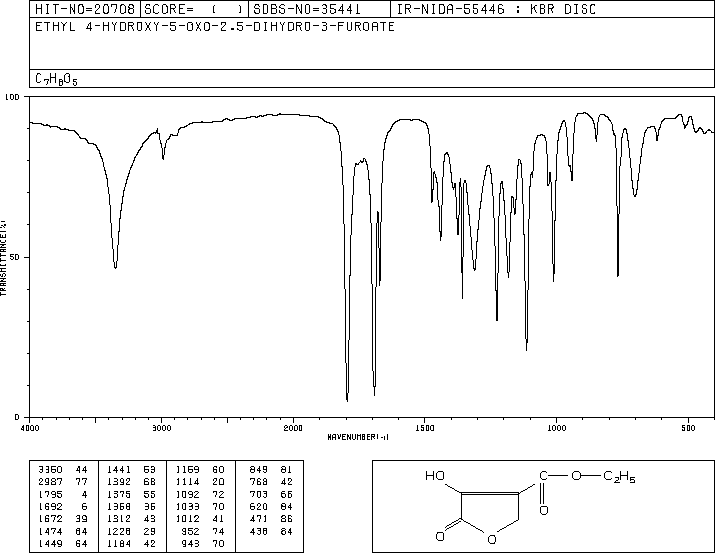 HIT-NO=20708 SCORE= ( ) SDBS-NO=35441 IR-NIDA-55446 : KBR DISC
ETHYL 4-HYDROXY-5-OXO-2,5-DIHYDRO-3-FUROATE
C7H8O5
100
50
0
TRANSMITTANCE(%)
4000 3000 2000 1500 1000 500
WAVENUMBER(-1)
3350 44 1441 53 1159 60 849 81
2987 77 1392 68 1114 20 768 42
1795 4 1375 55 1092 72 703 66
1692 6 1358 36 1033 70 620 84
1672 39 1312 43 1012 41 471 86
1474 64 1228 29 952 74 438 84
1449 64 1184 42 943 70
HO C O C2H5
O
O O